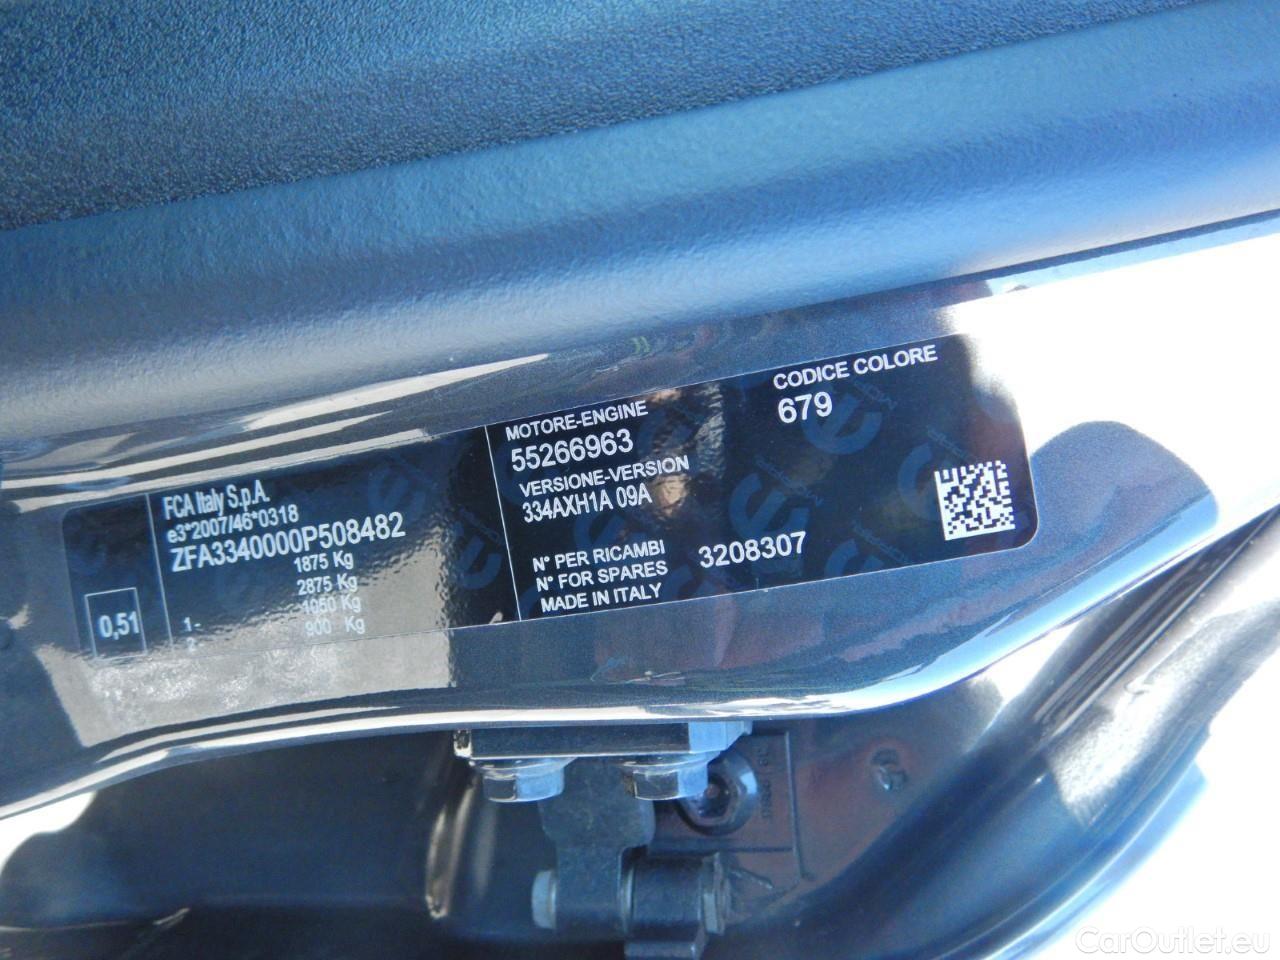 FCA Italy S.p.A.
e3*2007/46*0318
ZFA3340000P508482
1875 Kg
2875 Kg
1- 1050 Kg
2 900 Kg
0,51
MOTORE-ENGINE
55266963
VERSIONE-VERSION
334AXH1A 09A
N° PER RICAMBI
N° FOR SPARES
MADE IN ITALY
3208307
CODICE COLORE
679
CarOutlet.eu